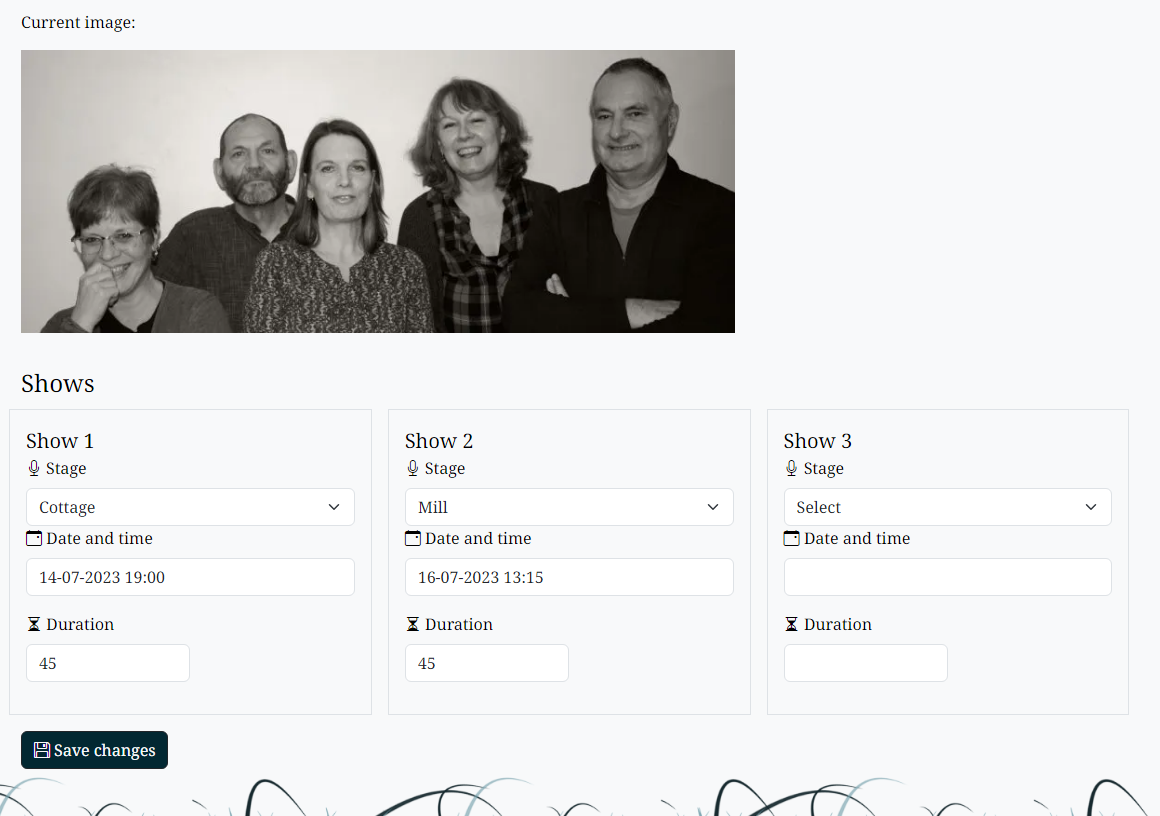 Current image:
Shows
Show 1
Stage
Cottage
Date and time
14-07-2023 19:00
Duration
45
Show 2
Stage
Mill
Date and time
16-07-2023 13:15
Duration
45
Show 3
Stage
Select
Date and time
Duration
Save changes